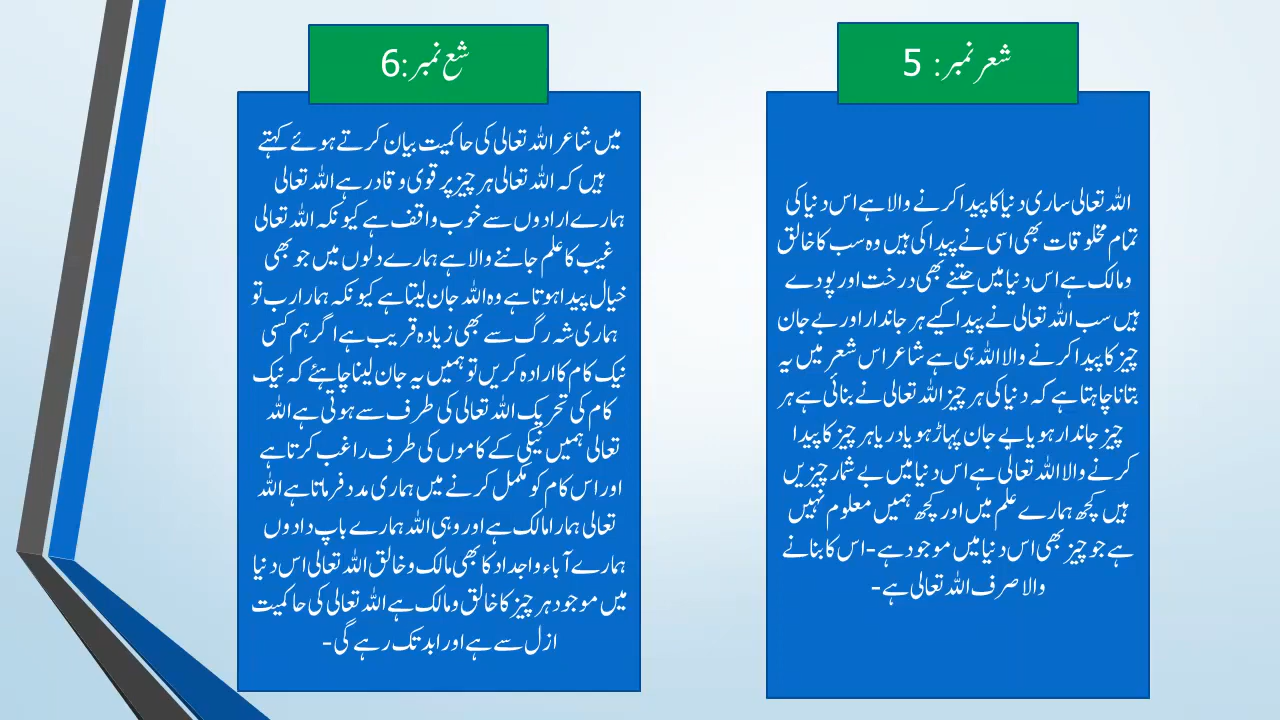 شعر نمبر: 5
اللہ تعالی ساری دنیا کا پیدا کرنے والا ہے اس دنیا کی
تمام مخلوقات بھی اسی نے پیدا کی ہیں وہ سب کا خالق
ومالک ہے اس دنیا میں جتنے بھی درخت اور پودے
ہیں سب اللہ تعالی نے پیدا کیے ہر جاندار اور بے جان
چیز کا پیدا کرنے والا اللہ ہی ہے شاعر اس شعر میں یہ
بتانا چاہتا ہے کہ دنیا کی ہر چیز اللہ تعالی نے بنائی ہے ہر
چیز جاندار ہو یا بے جان پہاڑ ہو یا دریا ہر چیز کا پیدا
کرنے والا اللہ تعالی ہے اس دنیا میں بے شمار چیزیں
ہیں کچھ ہمارے علم میں اور کچھ ہمیں معلوم نہیں
ہے جو چیز بھی اس دنیا میں موجود ہے-اس کا بنانے
والا صرف اللہ تعالی ہے-
شع نمبر:6
میں شاعر اللہ تعالی کی حاکمیت بیان کرتے ہوئے کہتے
ہیں کہ اللہ تعالی ہر چیز پر قوی و قادر ہے اللہ تعالی
ہمارے ارادوں سے خوب واقف ہے کیونکہ اللہ تعالی
غیب کا علم جاننے والا ہے ہمارے دلوں میں جو بھی
خیال پیدا ہوتا ہے وہ اللہ جان لیتا ہے کیونکہ ہمارا رب تو
ہماری شہ رگ سے بھی زیادہ قریب ہے اگر ہم کسی
نیک کام کا ارادہ کریں تو ہمیں یہ جان لینا چاہئے کہ نیک
کام کی تحریک اللہ تعالی کی طرف سے ہوتی ہے اللہ
تعالی ہمیں نیکی کے کاموں کی طرف راغب کرتا ہے
اور اس کام کو مکمل کرنے میں ہماری مدد فرماتا ہے اللہ
تعالی ہمارا مالک ہے اور وہی اللہ ہمارے باپ دادوں
ہمارے آباء واجداد کا بھی مالک و خالق اللہ تعالی اس دنیا
میں موجود ہر چیز کا خالق ومالک ہے اللہ تعالی کی حاکمیت
ازل سے ہے اور ابد تک رہے گی-